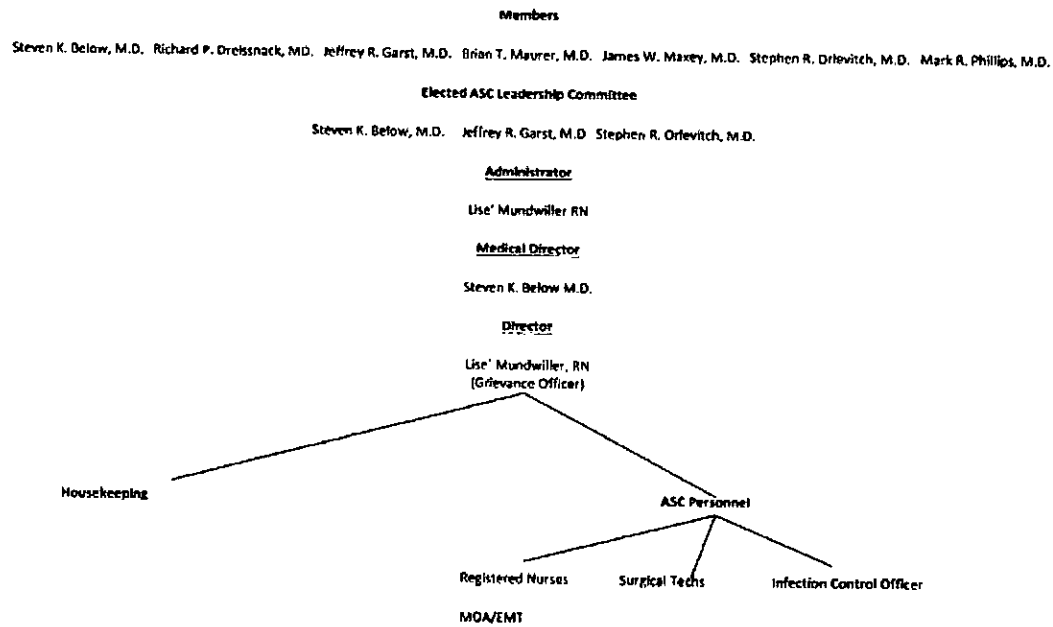 Members
Steven K. Below, M.D. Richard P. Dreissnack, MD. Jeffrey R. Garst, M.D. Brian T. Maurer, M.D. James W. Maxey, M.D. Stephen R. Orlevitch, M.D. Mark R. Phillips, M.D.
Elected ASC Leadership Committee
Steven K. Below, M.D. Jeffrey R. Garst, M.D Stephen R. Orlevitch, M.D.
Administrator
Lise' Mundwiller RN
Medical Director
Steven K. Below M.D.
Director
Lise' Mundwiller, RN
(Grievance Officer)
Housekeeping
ASC Personnel
Registered Nurses Surgical Techs Infection Control Officer
MOA/EMT